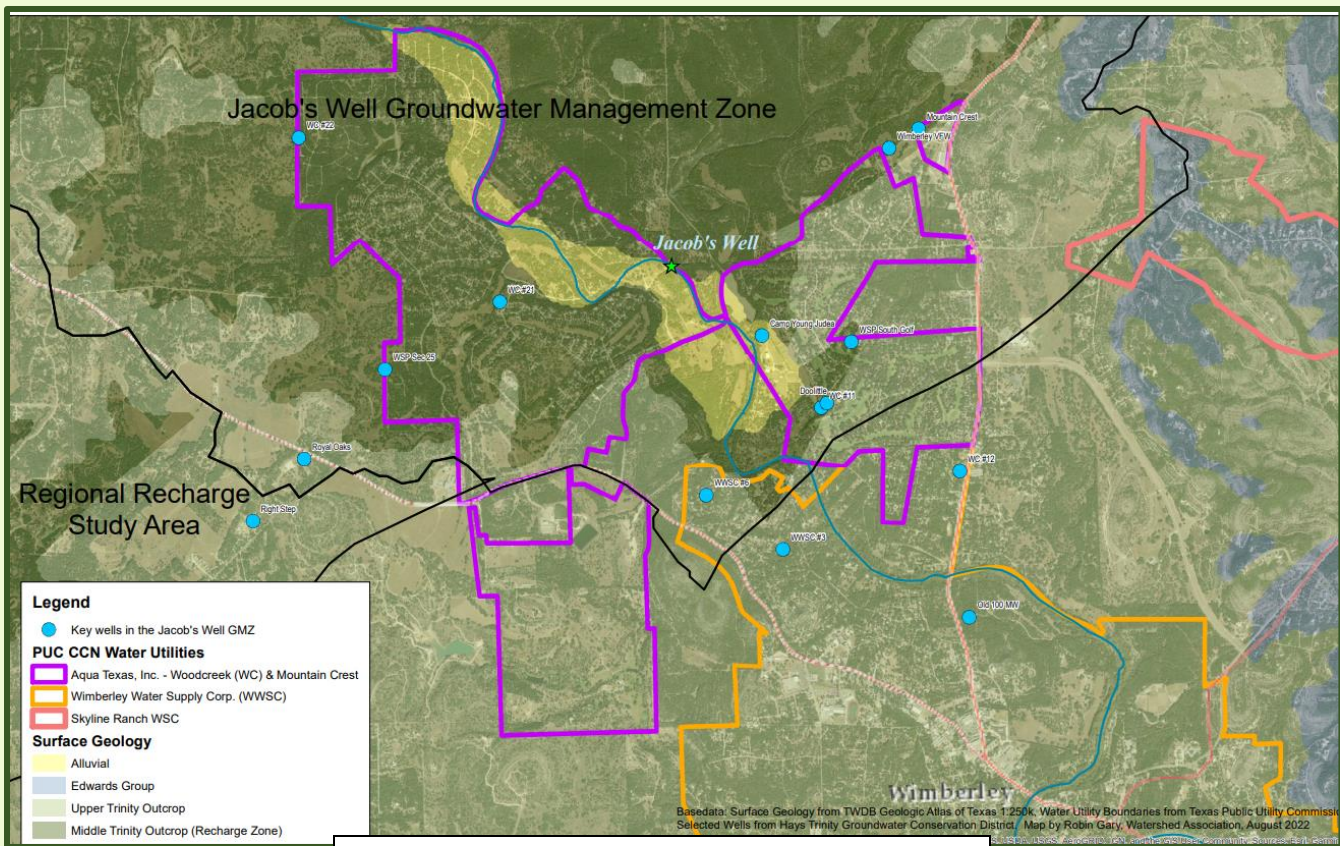 Jacob's Well Groundwater Management Zone
Mountain Crest
WC #22
Wimberley VFW
Jacob's Well
WC #21
Camp Young Judea
WSP South Golf
WSP Sec 25
Doolittle
WC #11
Royal Oaks
WC #12
Regional Recharge
Study Area
WWSC #6
Right Step
WWSC #3
Old 100 MW
Legend
Key wells in the Jacob's Well GMZ
PUC CCN Water Utilities
Aqua Texas, Inc. - Woodcreek (WC) & Mountain Crest
Wimberley Water Supply Corp. (WWSC)
Skyline Ranch WSC
Surface Geology
Alluvial
Edwards Group
Upper Trinity Outcrop
Middle Trinity Outcrop (Recharge Zone)
Wimberley
Basedata: Surface Geology from TWDB Geologic Atlas of Texas 1:250k, Water Utility Boundaries from Texas Public Utility Commissio
Selected Wells from Hays Trinity Groundwater Conservation District. Map by Robin Gary, Watershed Association, August 2022